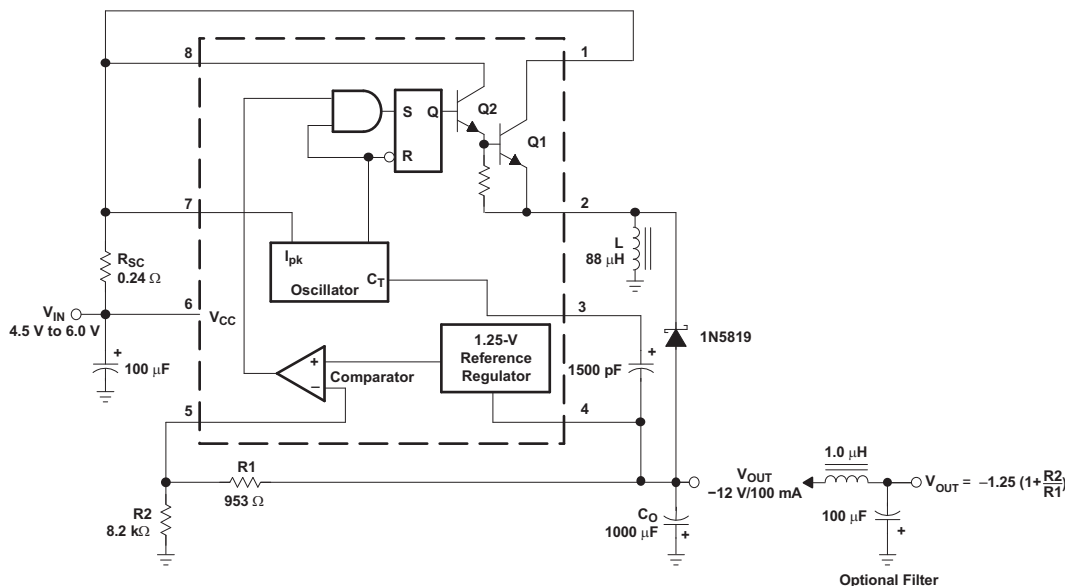 8
1
S
Q
Q2
Q1
R
7
2
Ipk
CT
Oscillator
L
88 μH
RSC
0.24 Ω
6
3
VIN
4.5 V to 6.0 V
VCC
1N5819
1.25-V
Reference
Regulator
100 μF
+
+
−
Comparator
1500 pF
+
5
4
R1
953 Ω
R2
8.2 kΩ
VOUT
−12 V/100 mA
CO
1000 μF
+
1.0 μH
VOUT = −1.25 (1+R2/R1)
100 μF
+
Optional Filter